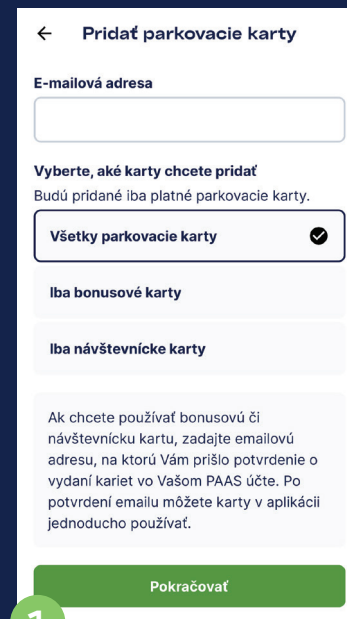 Pridať parkovacie karty
E-mailová adresa
Vyberte, aké karty chcete pridať
Budú pridané iba platné parkovacie karty.
Všetky parkovacie karty
Iba bonusové karty
Iba návštevnícke karty
Ak chcete používať bonusovú či
návštevnícku kartu, zadajte emailovú
adresu, na ktorú Vám prišlo potvrdenie o
vydaní kariet vo Vašom PAAS účte. Po
potvrdení emailu môžete karty v aplikácii
jednoducho používať.
Pokračovať
1